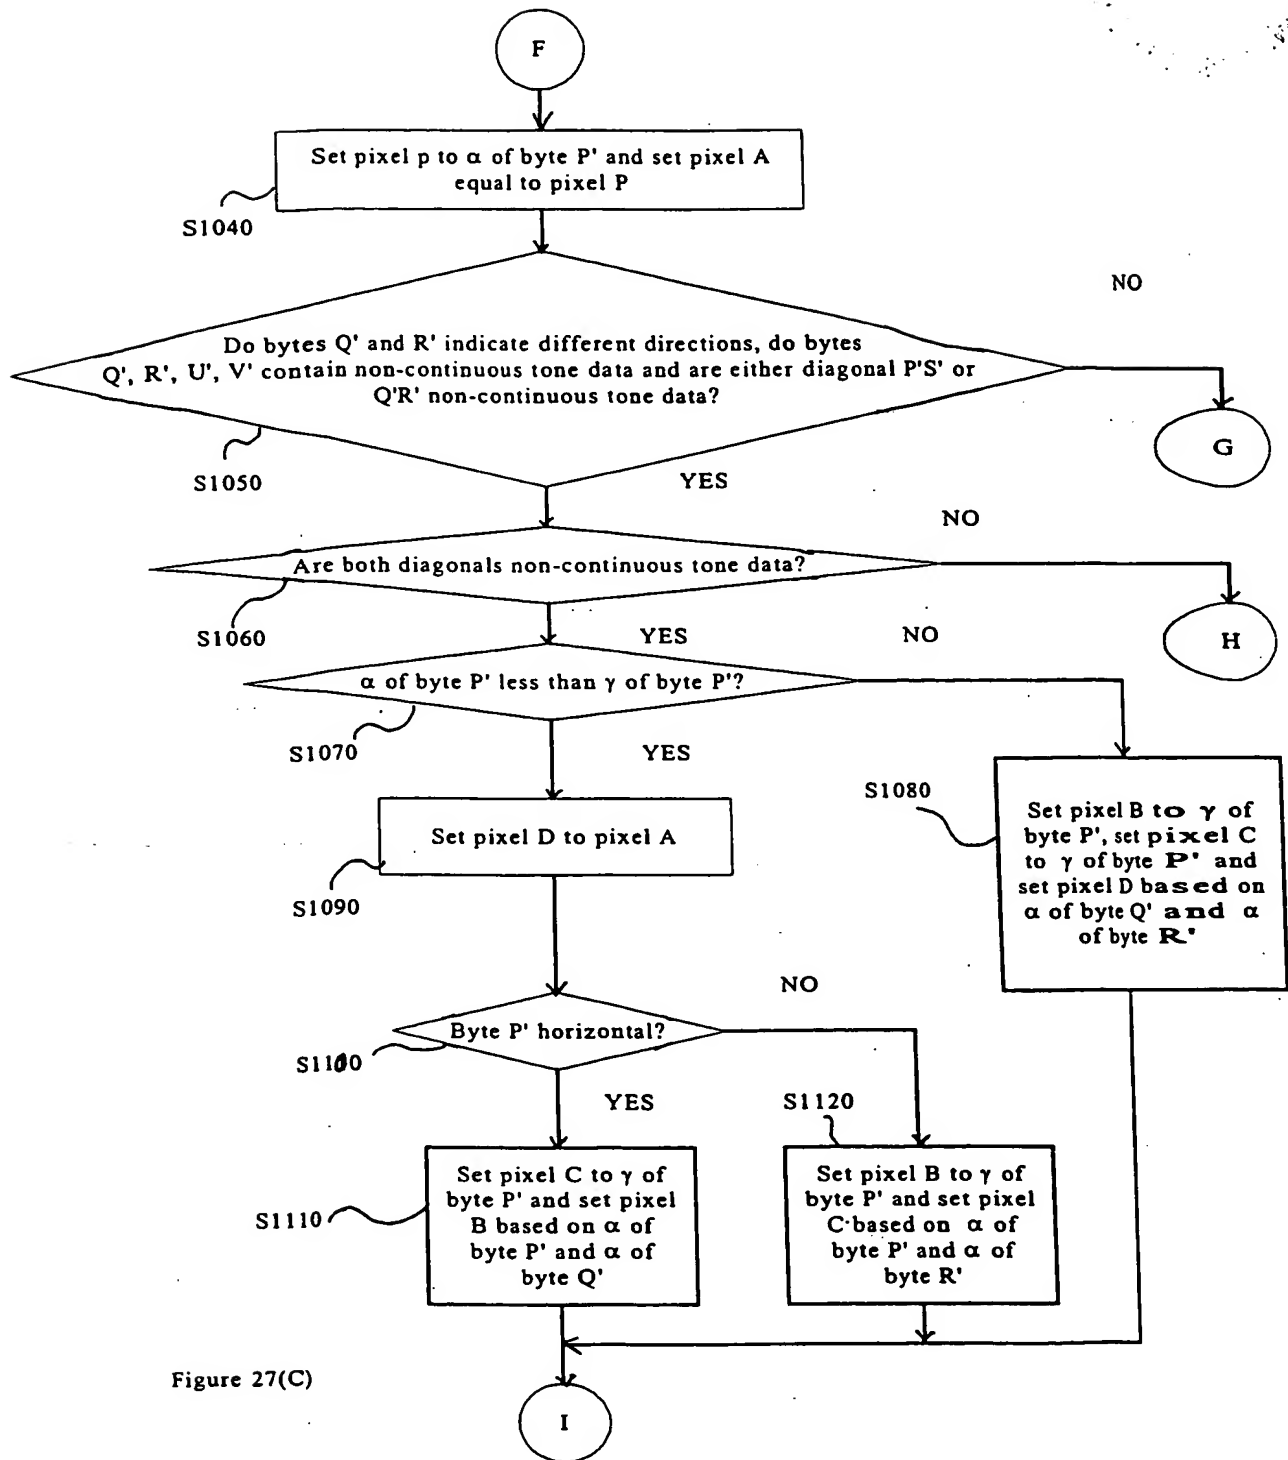 F
Set pixel p to α of byte P' and set pixel A
equal to pixel P
S1040
NO
Do bytes Q' and R' indicate different directions, do bytes
Q', R', U', V' contain non-continuous tone data and are either diagonal P'S' or
Q'R' non-continuous tone data?
G
S1050
YES
NO
Are both diagonals non-continuous tone data?
S1060
YES
NO
H
α of byte P' less than γ of byte P'?
S1070
YES
S1080
Set pixel B to γ of
byte P', set pixel C
to γ of byte P' and
set pixel D based on
α of byte Q' and α
of byte R'
Set pixel D to pixel A
S1090
NO
Byte P' horizontal?
S1100
YES
S1120
Set pixel C to γ of
byte P' and set pixel
B based on α of
byte P' and α of
byte Q'
S1110
Set pixel B to γ of
byte P' and set pixel
C based on α of
byte P' and α of
byte R'
Figure 27(C)
I